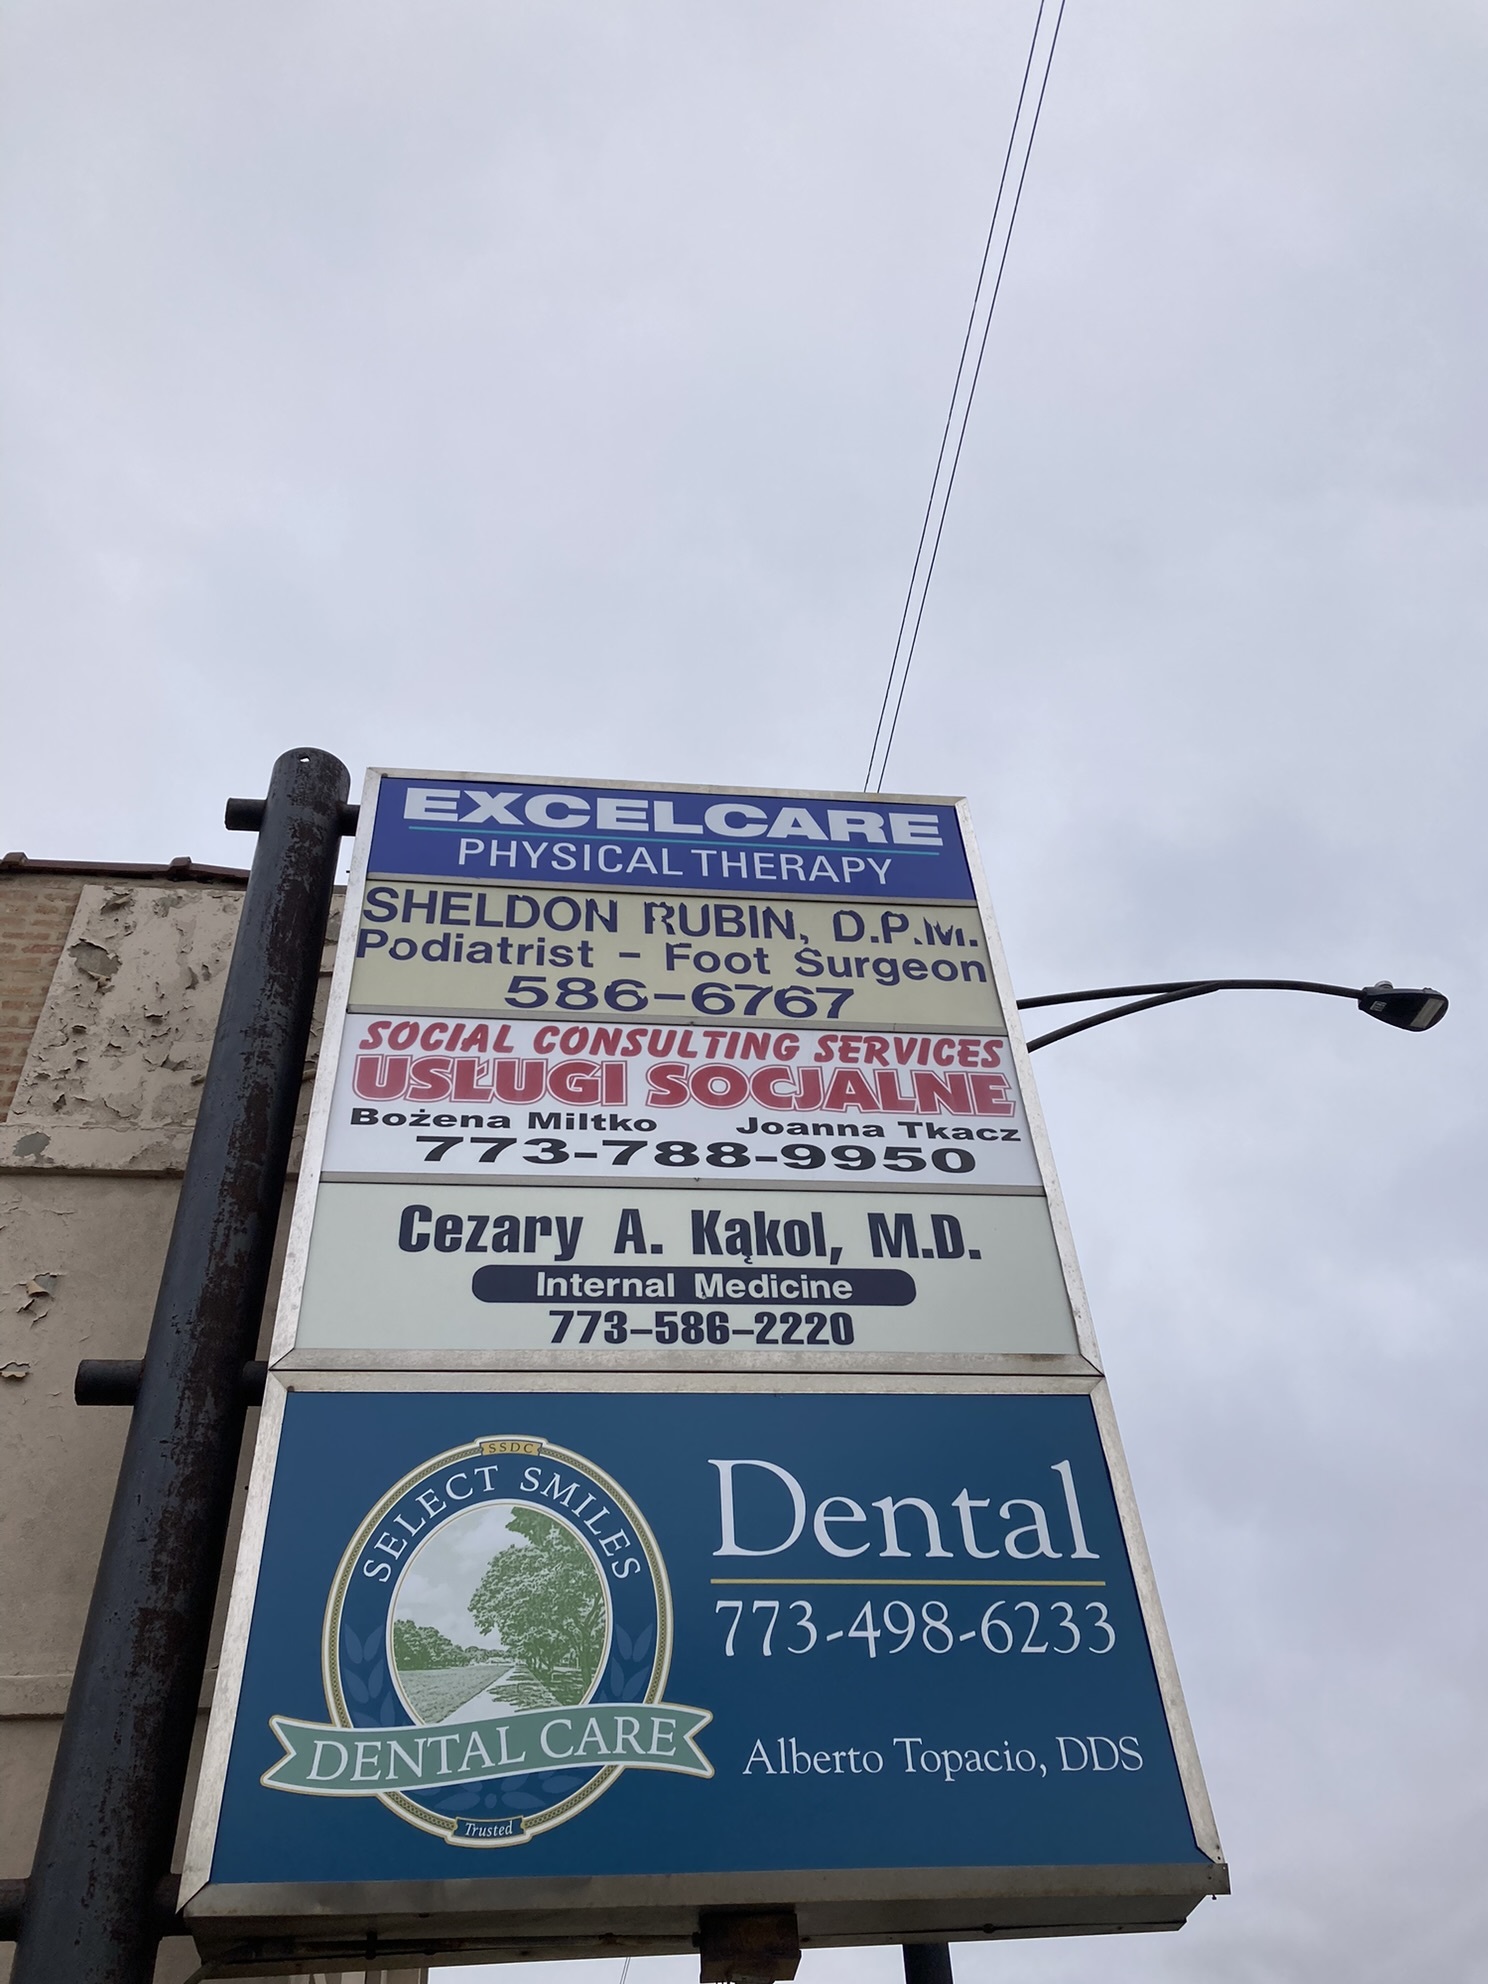 EXCELCARE
PHYSICAL THERAPY
SHELDON RUBIN, D.P.M.
Podiatrist - Foot Surgeon
586-6767
SOCIAL CONSULTING SERVICES
USŁUGI SOCJALNE
Bożena Miltko Joanna Tkacz
773-788-9950
Cezary A. Kąkol, M.D.
Internal Medicine
773-586-2220
SSDC
SELECT SMILES
DENTAL CARE
Trusted
Dental
773-498-6233
Alberto Topacio, DDS